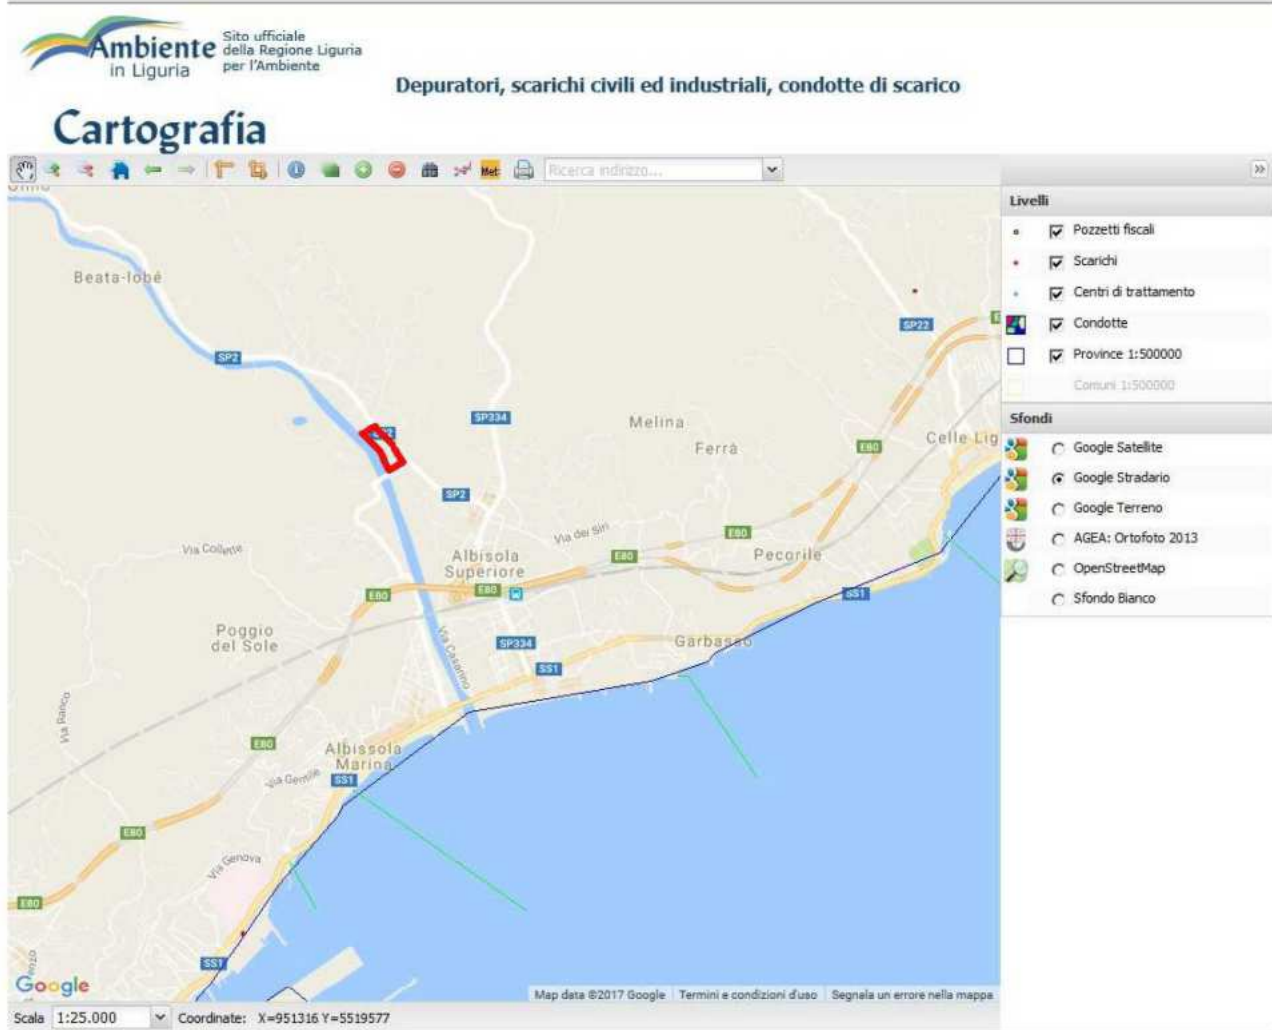 Ambiente
in Liguria
Sito ufficiale
della Regione Liguria
per l'Ambiente
Depuratori, scarichi civili ed industriali, condotte di scarico
Cartografia
Met
Ricerca indirizzo...
Livelli
Pozzetti fiscali
Scarichi
Centri di trattamento
Condotte
Province 1:500000
Comuni 1:500000
Sfondi
Google Satellite
Google Stradario
Google Terreno
AGEA: Ortofoto 2013
OpenStreetMap
Sfondo Bianco
Beata-Iobé
SP22
SP2
SP334
Melina
Ferrà
E80
Celle Lig
SP2
Via dei Siri
E80
Via Collette
Albisola
Superiore
E80
Pecorile
E80
E80
SS1
Poggio
del Sole
Via Casarino
SP334
Garbasso
SS1
Via Ranco
E80
Albissola
Marina
Via Gentile
SS1
E80
Via Genova
E80
SS1
Google
Map data ©2017 Google
Termini e condizioni d'uso
Segnala un errore nella mappa
Scala 1:25.000
Coordinate: X=951316 Y=5519577